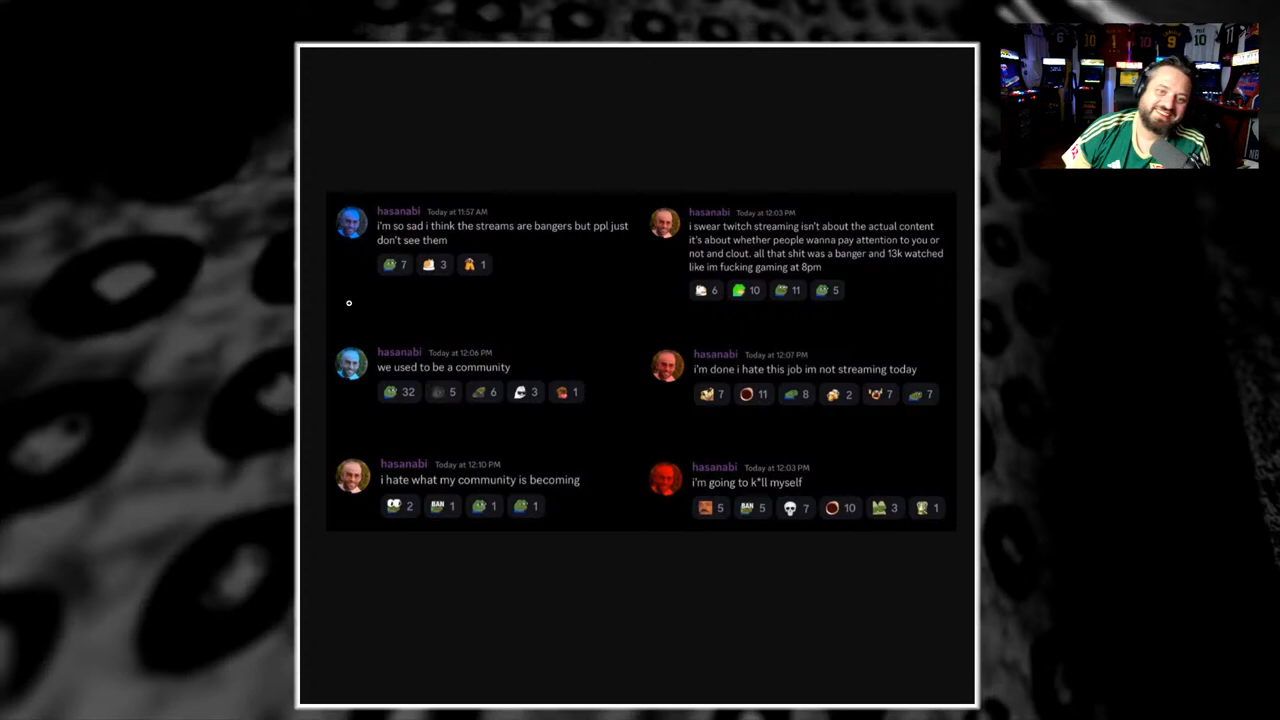 hasanabi Today at 11:57 AM
i'm so sad i think the streams are bangers but ppl just
don't see them
7 3 1
hasanabi Today at 12:03 PM
i swear twitch streaming isn't about the actual content
it's about whether people wanna pay attention to you or
not and clout. all that shit was a banger and 13k watched
like im fucking gaming at 8pm
6 10 11 5
hasanabi Today at 12:06 PM
we used to be a community
32 5 6 3 1
hasanabi Today at 12:07 PM
i'm done i hate this job im not streaming today
7 11 8 2 7 7
hasanabi Today at 12:10 PM
i hate what my community is becoming
2 BAN 1 1 1
hasanabi Today at 12:03 PM
i'm going to k*ll myself
5 BAN 5 7 10 3 1